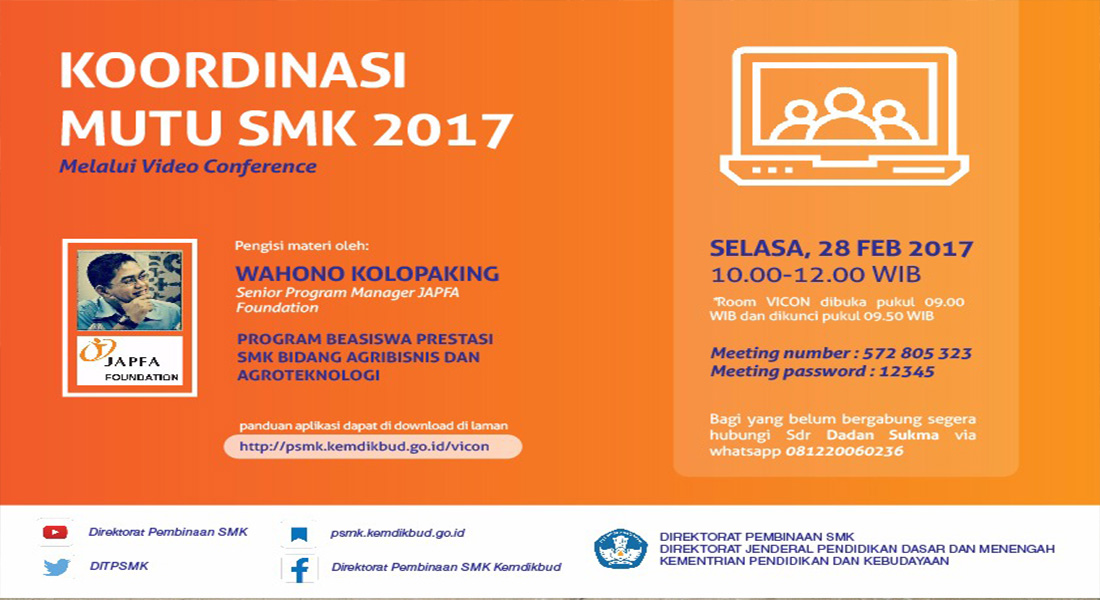 KOORDINASI
MUTU SMK 2017
Melalui Video Conference
Pengisi materi oleh:
WAHONO KOLOPAKING
Senior Program Manager JAPFA
Foundation
PROGRAM BEASISWA PRESTASI
SMK BIDANG AGRIBISNIS DAN
AGROTEKNOLOGI
JAPFA
FOUNDATION
panduan aplikasi dapat di download di laman
http://psmk.kemdikbud.go.id/vicon
SELASA, 28 FEB 2017
10.00-12.00 WIB
*Room VICON dibuka pukul 09.00
WIB dan dikunci pukul 09.50 WIB
Meeting number : 572 805 323
Meeting password : 12345
Bagi yang belum bergabung segera
hubungi Sdr Dadan Sukma via
whatsapp 081220060236
Direktorat Pembinaan SMK
DITPSMK
psmk.kemdikbud.go.id
Direktorat Pembinaan SMK Kemdikbud
DIREKTORAT PEMBINAAN SMK
DIREKTORAT JENDERAL PENDIDIKAN DASAR DAN MENENGAH
KEMENTRIAN PENDIDIKAN DAN KEBUDAYAAN